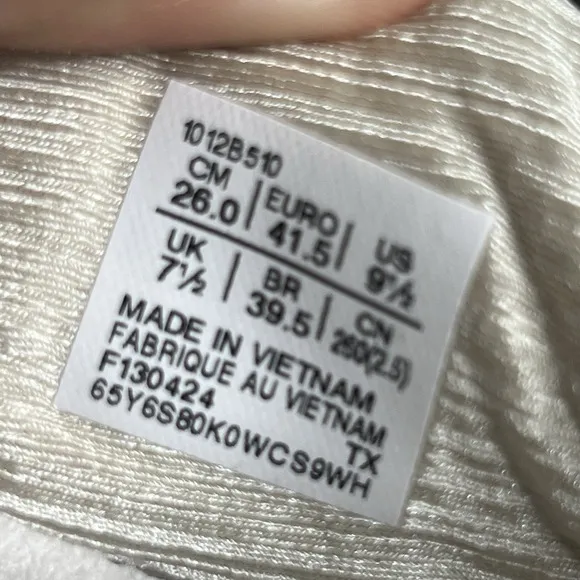 1012B510
CM | EURO | US
26.0 | 41.5 | 9½
UK | BR | CN
7½ | 39.5 | 260(2.5)
MADE IN VIETNAM
FABRIQUE AU VIETNAM
F130424 TX
65Y6S80K0WCS9WH